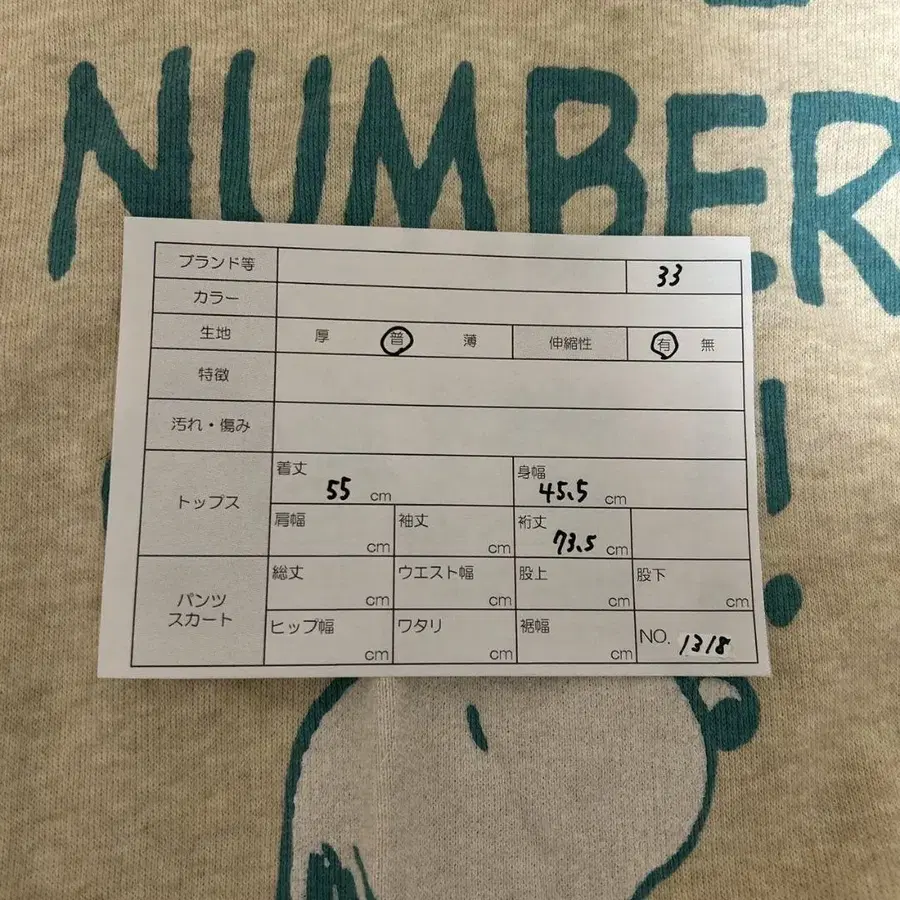 NUMBER
ブランド等 33
カラー
生地 厚 普 薄 伸縮性 有 無
特徴
汚れ・傷み
トップス
着丈 55 cm 身幅 45.5 cm
肩幅 cm 袖丈 cm 裄丈 73.5 cm
パンツ
スカート
総丈 cm ウエスト幅 cm 股上 cm 股下 cm
ヒップ幅 cm ワタリ cm 裾幅 cm NO. 1318